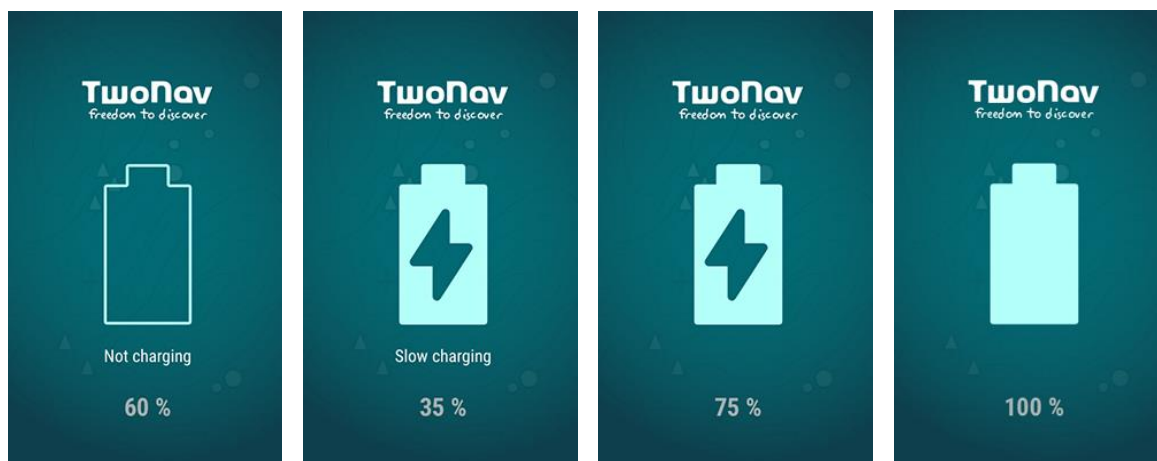 TwoNav
freedom to discover
Not charging
60 %
TwoNav
freedom to discover
Slow charging
35 %
TwoNav
freedom to discover
75 %
TwoNav
freedom to discover
100 %